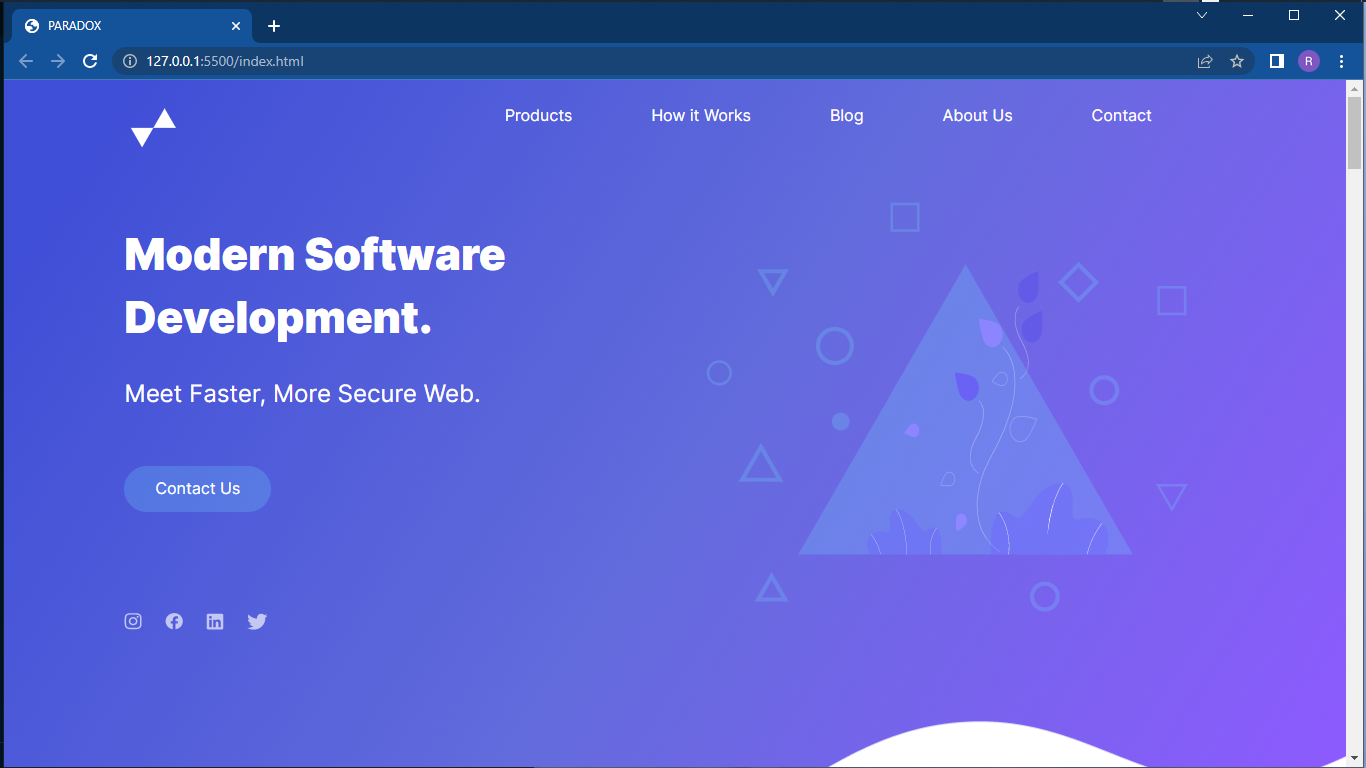 PARADOX
127.0.0.1:5500/index.html
R
Products How it Works Blog About Us Contact
Modern Software
Development.
Meet Faster, More Secure Web.
Contact Us